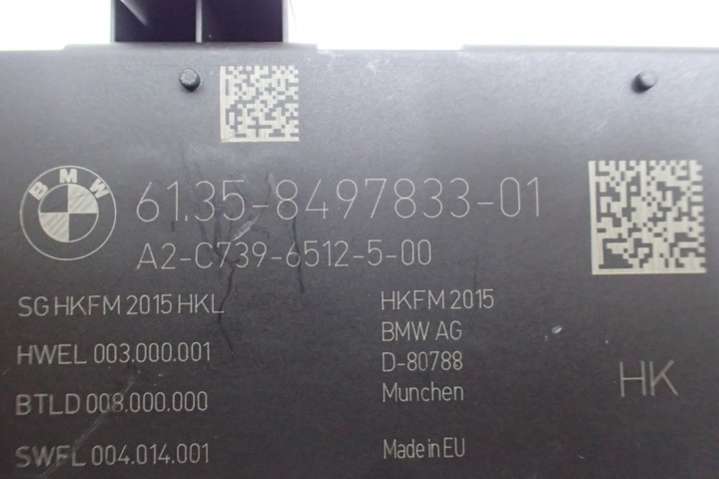 BMW
61.35-8497833-01
A2-C739-6512-5-00
SG HKFM 2015 HKL
HWEL 003.000.001
BTLD 008.000.000
SWFL 004.014.001
HKFM 2015
BMW AG
D-80788
Munchen
Made in EU
HK